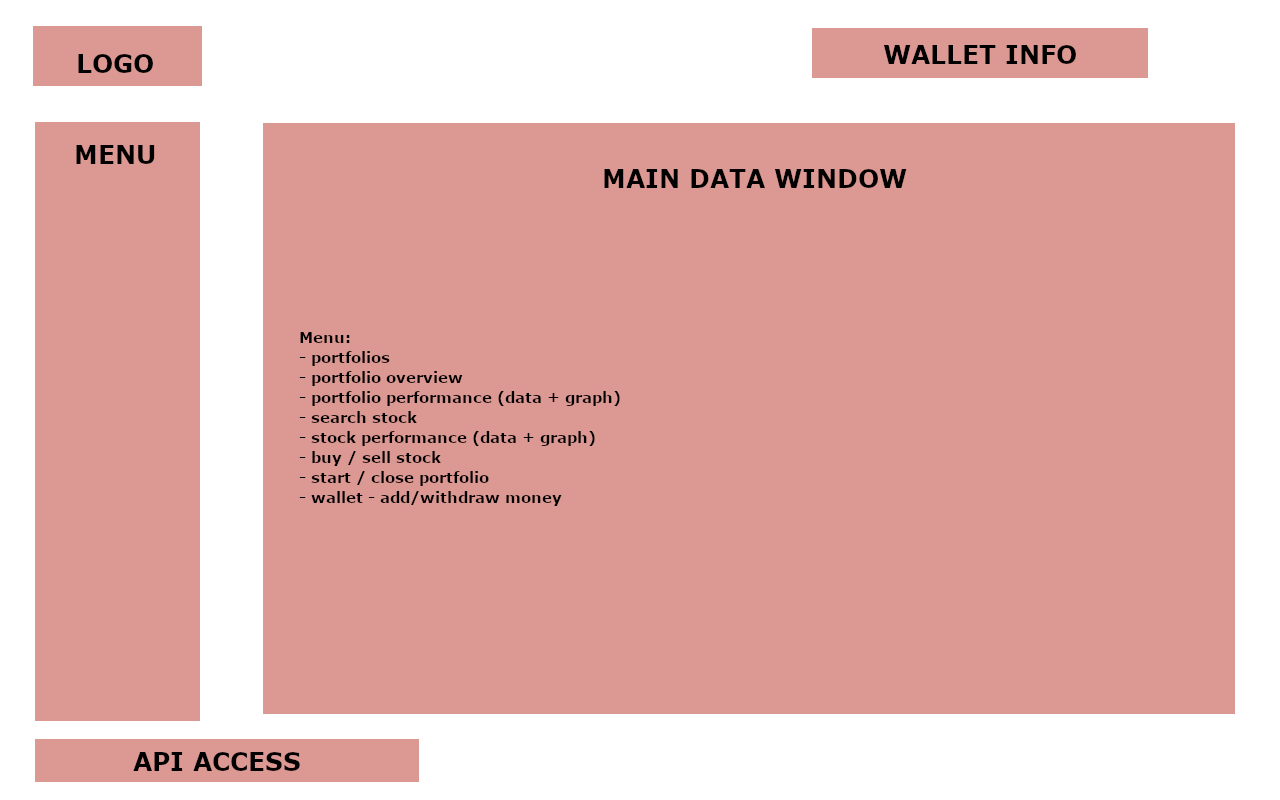 LOGO
WALLET INFO
MENU
MAIN DATA WINDOW
Menu:
- portfolios
- portfolio overview
- portfolio performance (data + graph)
- search stock
- stock performance (data + graph)
- buy / sell stock
- start / close portfolio
- wallet - add/withdraw money
API ACCESS